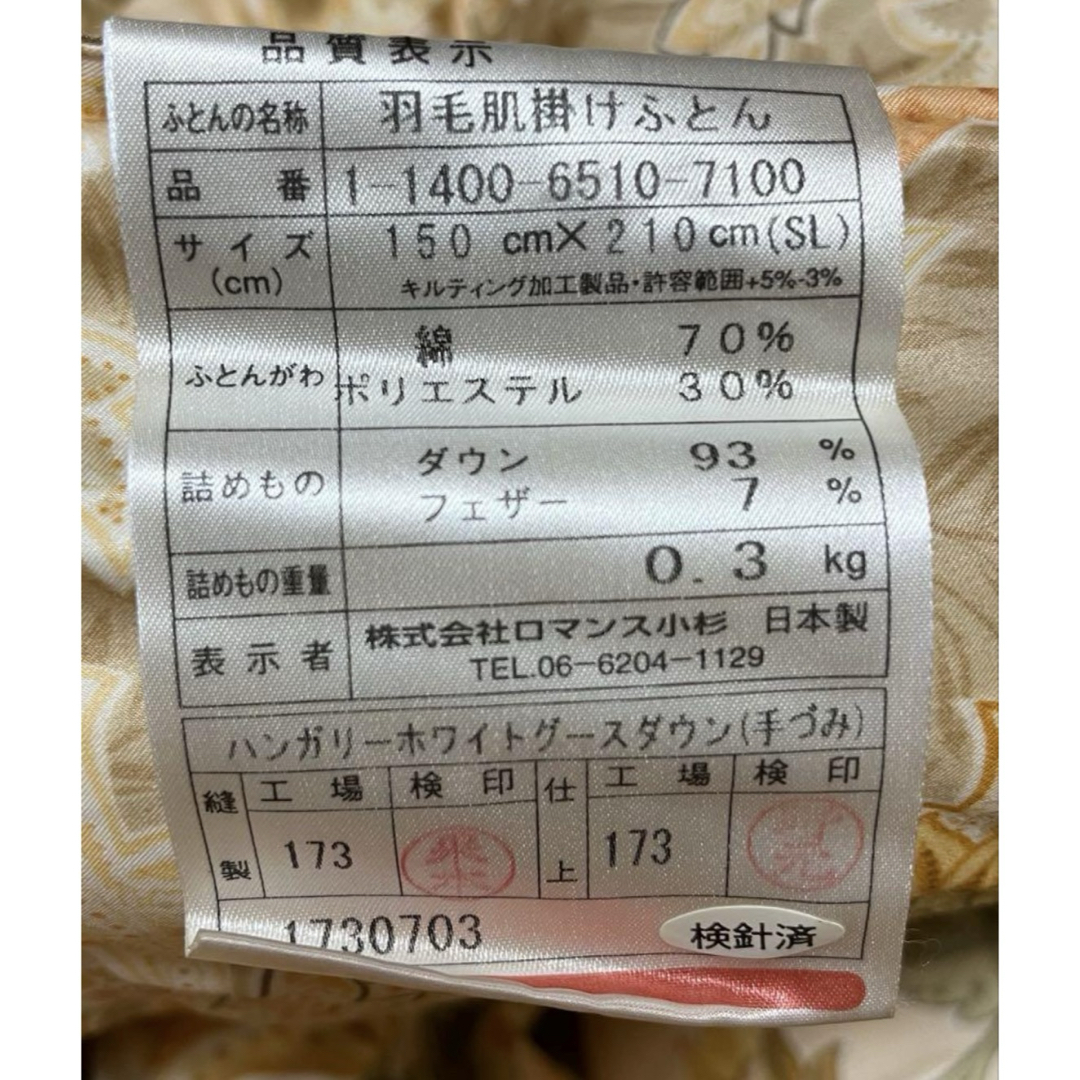 品質表示
ふとんの名称 羽毛肌掛けふとん
品番 1-1400-6510-7100
サイズ(cm) 150 cm×210cm(SL)
キルティング加工製品・許容範囲+5%-3%
ふとんがわ 綿 70%
ポリエステル 30%
詰めもの ダウン 93 %
フェザー 7 %
詰めもの重量 0.3 kg
表示者 株式会社ロマンス小杉 日本製
TEL.06-6204-1129
ハンガリーホワイトグースダウン(手づみ)
縫製 工場 検印 仕上 工場 検印
173 173
1730703 検針済